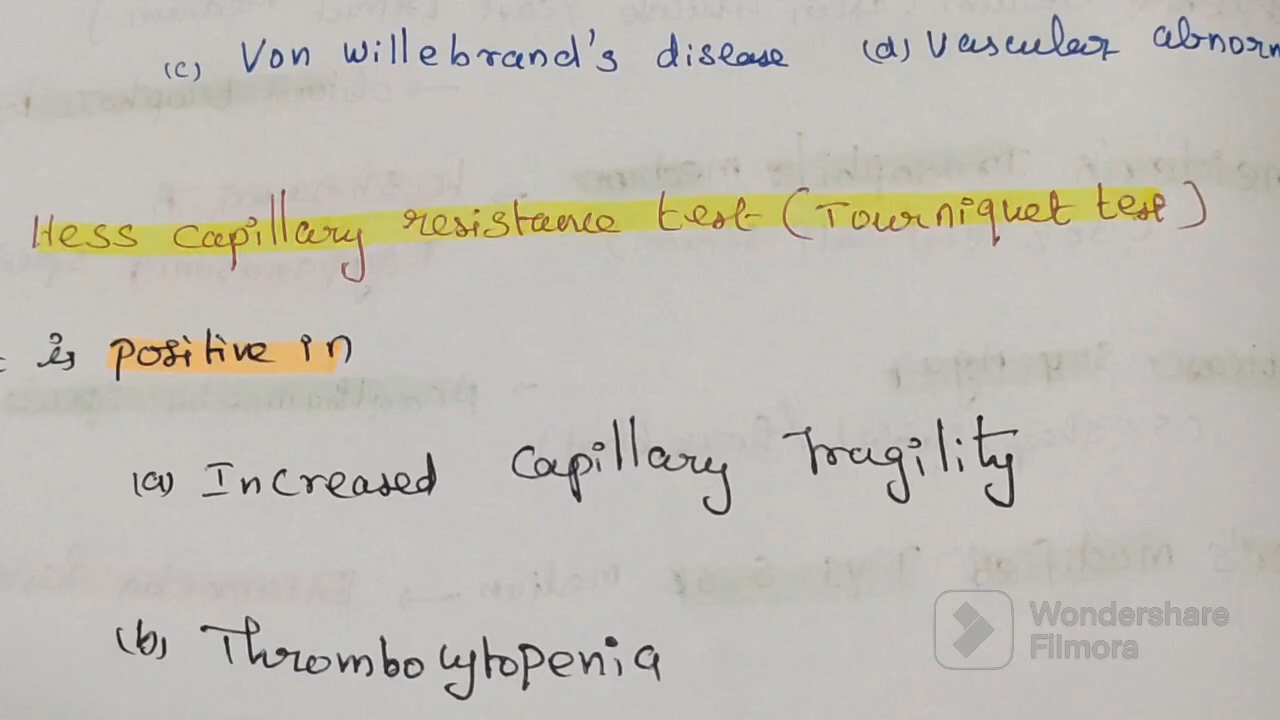 (c) Von Willebrand's disease (d) Vascular abnorm
Hess capillary resistance test (Tourniquet test)
is positive in
(a) Increased capillary fragility
(b) Thrombocytopenia
Wondershare
Filmora